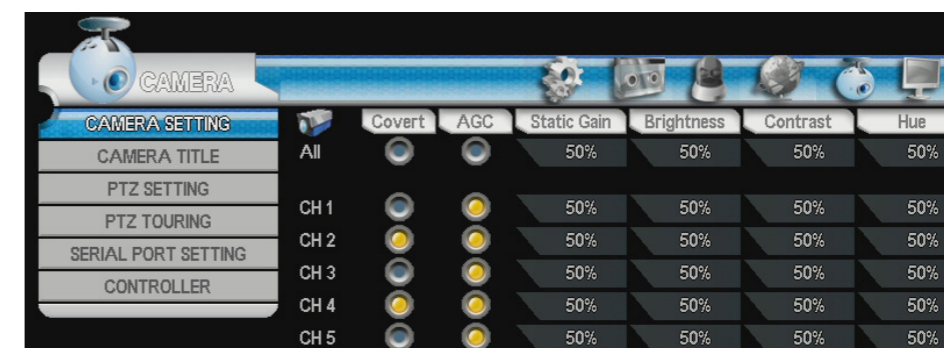 CAMERA
CAMERA SETTING
CAMERA TITLE
PTZ SETTING
PTZ TOURING
SERIAL PORT SETTING
CONTROLLER
Covert AGC Static Gain Brightness Contrast Hue
All 50% 50% 50% 50%
CH 1 50% 50% 50% 50%
CH 2 50% 50% 50% 50%
CH 3 50% 50% 50% 50%
CH 4 50% 50% 50% 50%
CH 5 50% 50% 50% 50%